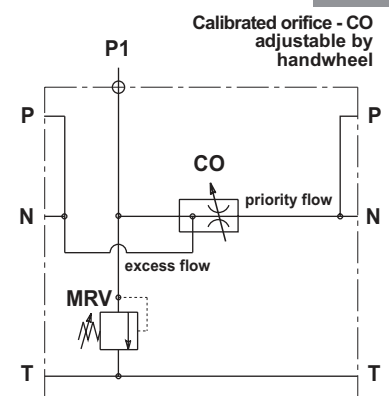 Calibrated orifice - CO
adjustable by
handwheel
P1
P
P
CO
priority flow
N
N
excess flow
MRV
T
T